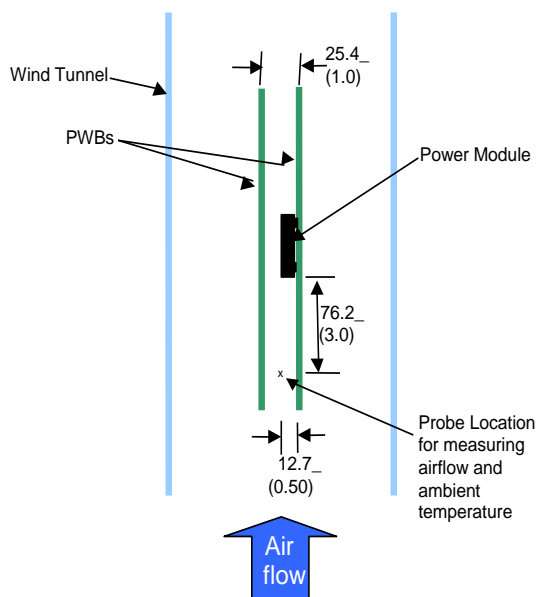 25.4_
(1.0)
Wind Tunnel
PWBs
Power Module
76.2_
(3.0)
x
Probe Location
for measuring
airflow and
ambient
temperature
12.7_
(0.50)
Air
flow